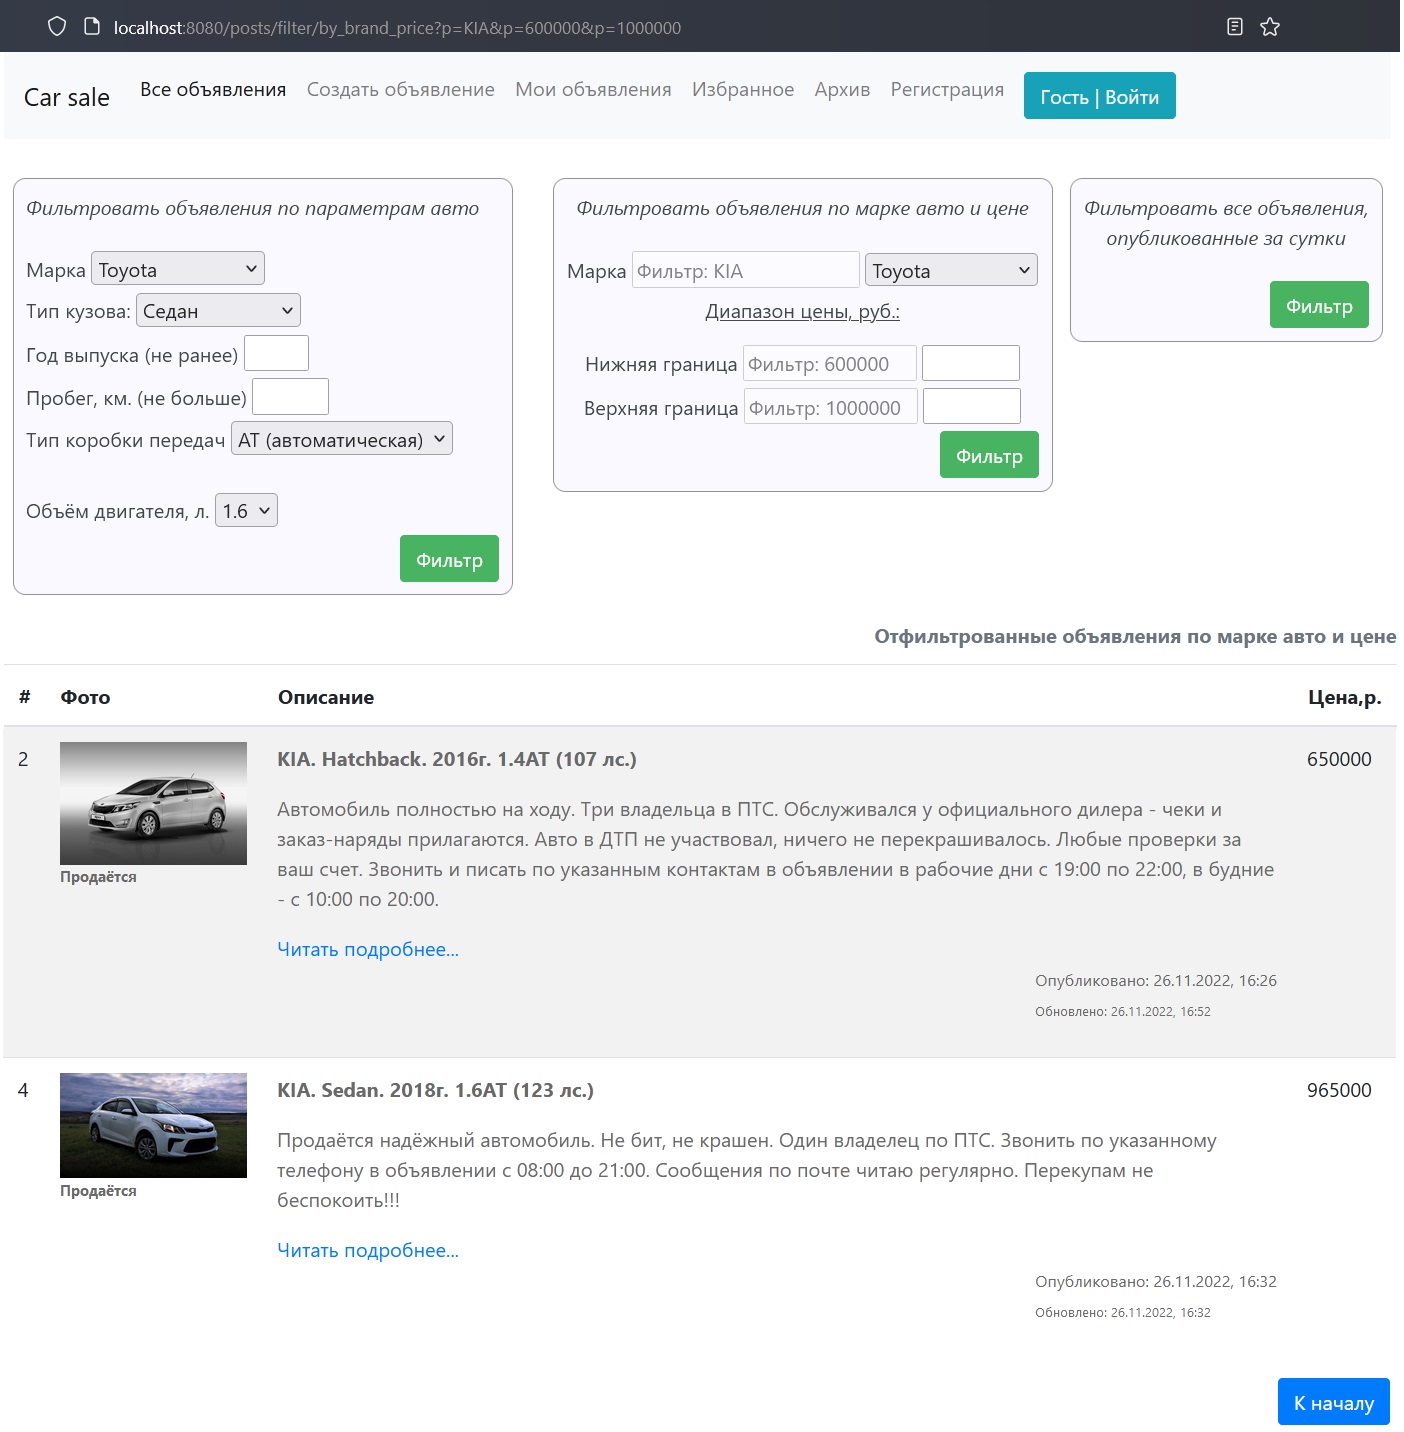 localhost:8080/posts/filter/by_brand_price?p=KIA&p=600000&p=1000000
Car sale Все объявления Создать объявление Мои объявления Избранное Архив Регистрация Гость | Войти
Фильтровать объявления по параметрам авто
Марка Toyota
Тип кузова: Седан
Год выпуска (не ранее)
Пробег, км. (не больше)
Тип коробки передач AT (автоматическая)
Объём двигателя, л. 1.6
Фильтр
Фильтровать объявления по марке авто и цене
Марка Фильтр: KIA Toyota
Диапазон цены, руб.:
Нижняя граница Фильтр: 600000
Верхняя граница Фильтр: 1000000
Фильтр
Фильтровать все объявления,
опубликованные за сутки
Фильтр
Отфильтрованные объявления по марке авто и цене
# Фото Описание Цена,р.
2 KIA. Hatchback. 2016г. 1.4AT (107 лс.) 650000
Автомобиль полностью на ходу. Три владельца в ПТС. Обслуживался у официального дилера - чеки и
заказ-наряды прилагаются. Авто в ДТП не участвовал, ничего не перекрашивалось. Любые проверки за
ваш счет. Звонить и писать по указанным контактам в объявлении в рабочие дни с 19:00 по 22:00, в будние
- с 10:00 по 20:00.
Продаётся
Читать подробнее...
Опубликовано: 26.11.2022, 16:26
Обновлено: 26.11.2022, 16:52
4 KIA. Sedan. 2018г. 1.6AT (123 лс.) 965000
Продаётся надёжный автомобиль. Не бит, не крашен. Один владелец по ПТС. Звонить по указанному
телефону в объявлении с 08:00 до 21:00. Сообщения по почте читаю регулярно. Перекупам не
беспокоить!!!
Продаётся
Читать подробнее...
Опубликовано: 26.11.2022, 16:32
Обновлено: 26.11.2022, 16:32
К началу